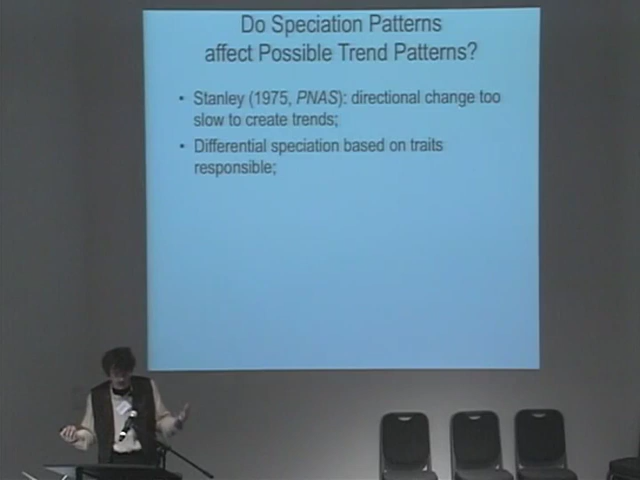 Do Speciation Patterns
affect Possible Trend Patterns?
• Stanley (1975, PNAS): directional change too
slow to create trends;
• Differential speciation based on traits
responsible;